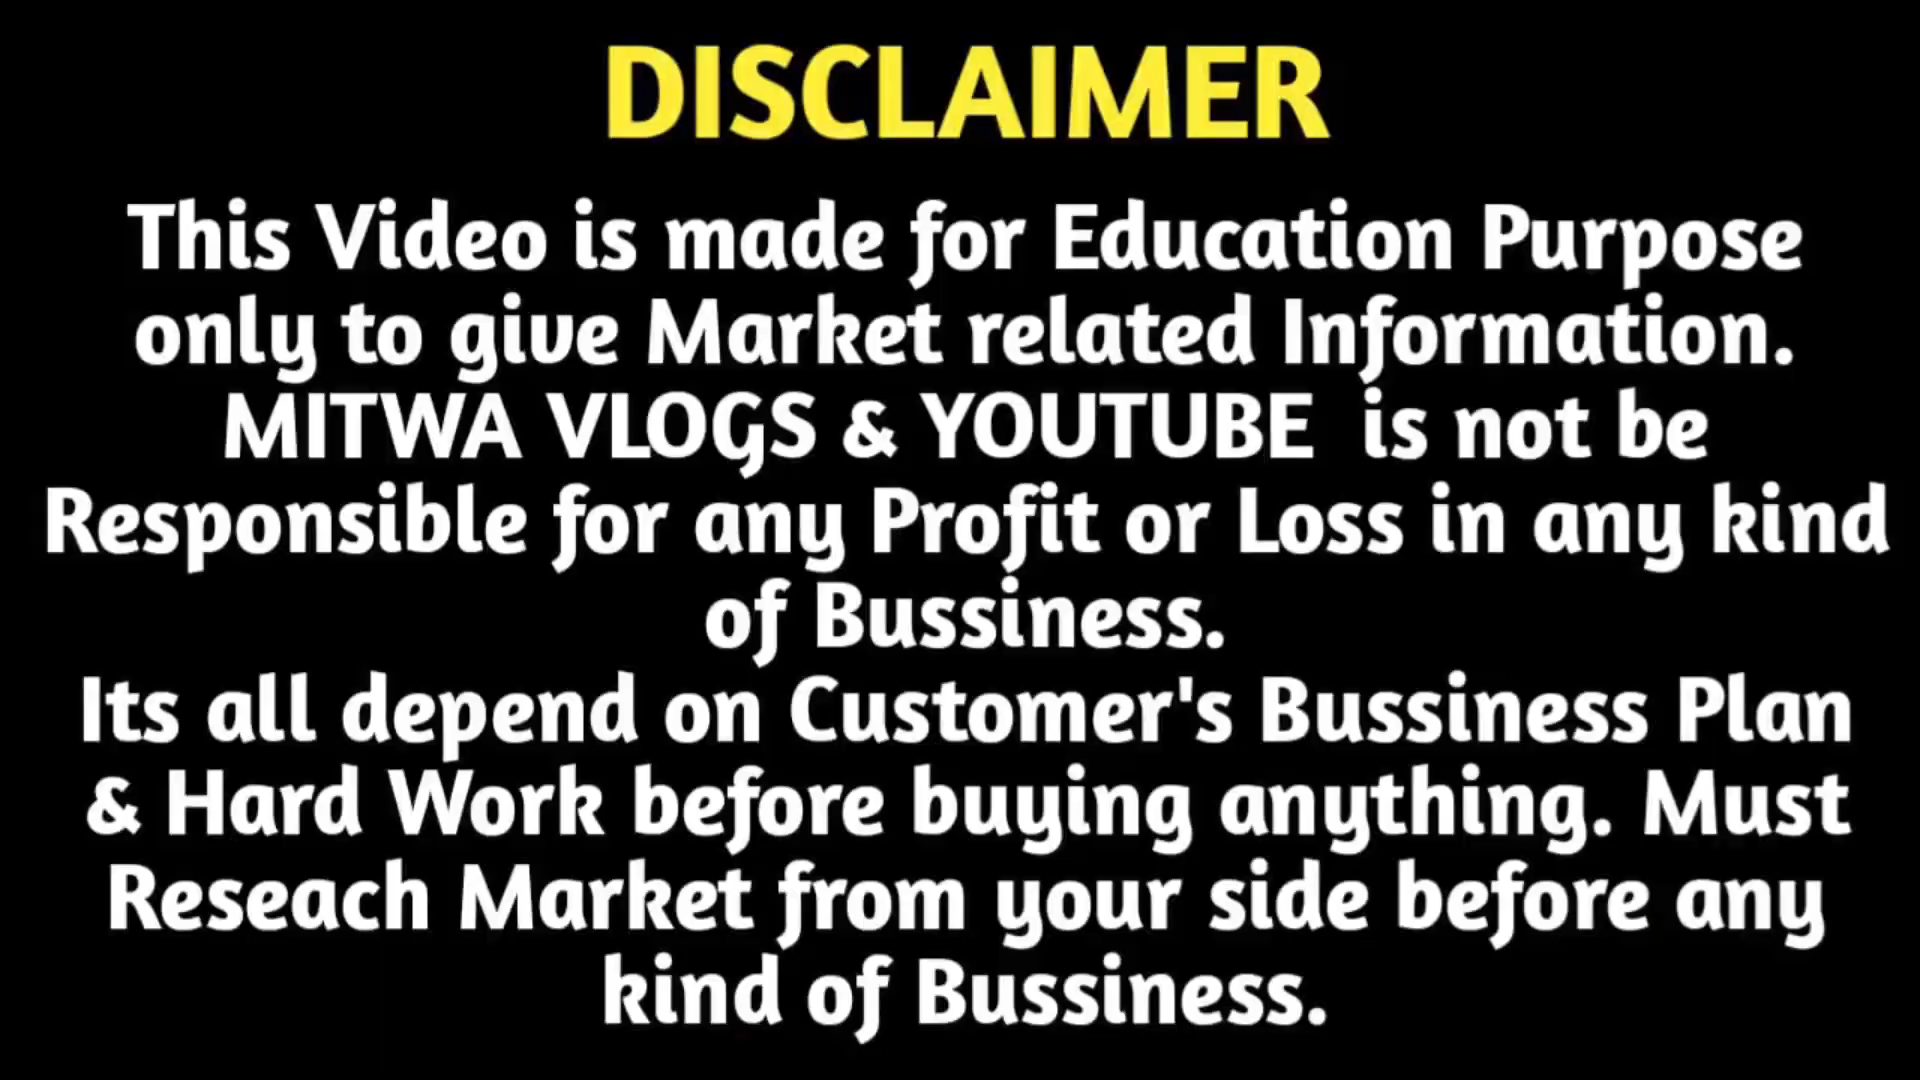 DISCLAIMER
This Video is made for Education Purpose
only to give Market related Information.
MITWA VLOGS & YOUTUBE is not be
Responsible for any Profit or Loss in any kind
of Bussiness.
Its all depend on Customer's Bussiness Plan
& Hard Work before buying anything. Must
Reseach Market from your side before any
kind of Bussiness.